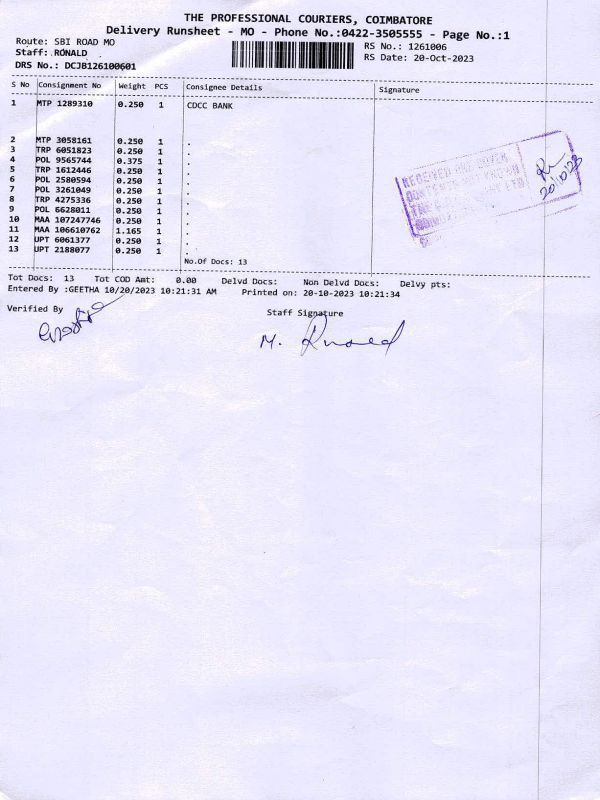 THE PROFESSIONAL COURIERS, COIMBATORE
Delivery Runsheet - MO - Phone No.:0422-3505555 - Page No.:1
Route: SBI ROAD MO
RS No.: 1261006
Staff: RONALD
RS Date: 20-Oct-2023
DRS No.: DCJB126100601
S No Consignment No Weight PCS Consignee Details Signature
1 MTP 1289310 0.250 1 CDCC BANK
2 MTP 3058161 0.250 1 .
3 TRP 6051823 0.250 1 .
4 POL 9565744 0.375 1 .
5 TRP 1612446 0.250 1 .
6 POL 2580594 0.250 1 .
7 POL 3261049 0.250 1 .
8 TRP 4275336 0.250 1 .
9 POL 6628011 0.250 1 .
10 MAA 107247746 0.250 1 .
11 MAA 106610762 1.165 1 .
12 UPT 6061377 0.250 1 .
13 UPT 2188077 0.250 1 .
No.Of Docs: 13
RECEIVED
20/10/23
Tot Docs: 13 Tot COD Amt: 0.00 Delvd Docs: Non Delvd Docs: Delvy pts:
Entered By :GEETHA 10/20/2023 10:21:31 AM Printed on: 20-10-2023 10:21:34
Verified By
Staff Signature
M.